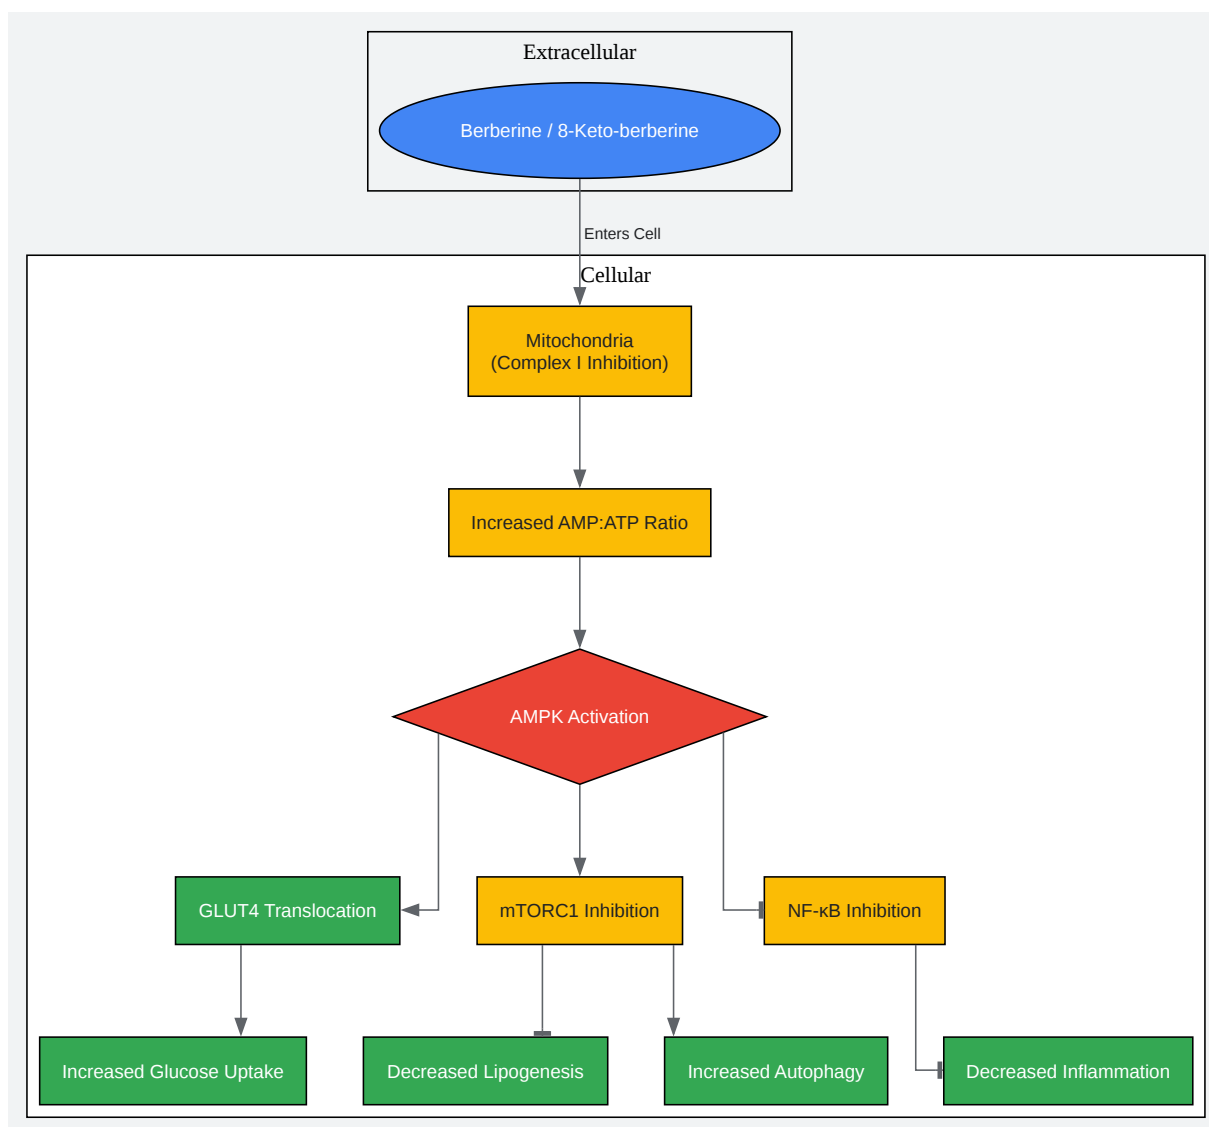 Extracellular
Berberine / 8-Keto-berberine
Enters Cell
Cellular
Mitochondria
(Complex I Inhibition)
Increased AMP:ATP Ratio
AMPK Activation
GLUT4 Translocation
mTORC1 Inhibition
NF-κB Inhibition
Increased Glucose Uptake
Decreased Lipogenesis
Increased Autophagy
Decreased Inflammation